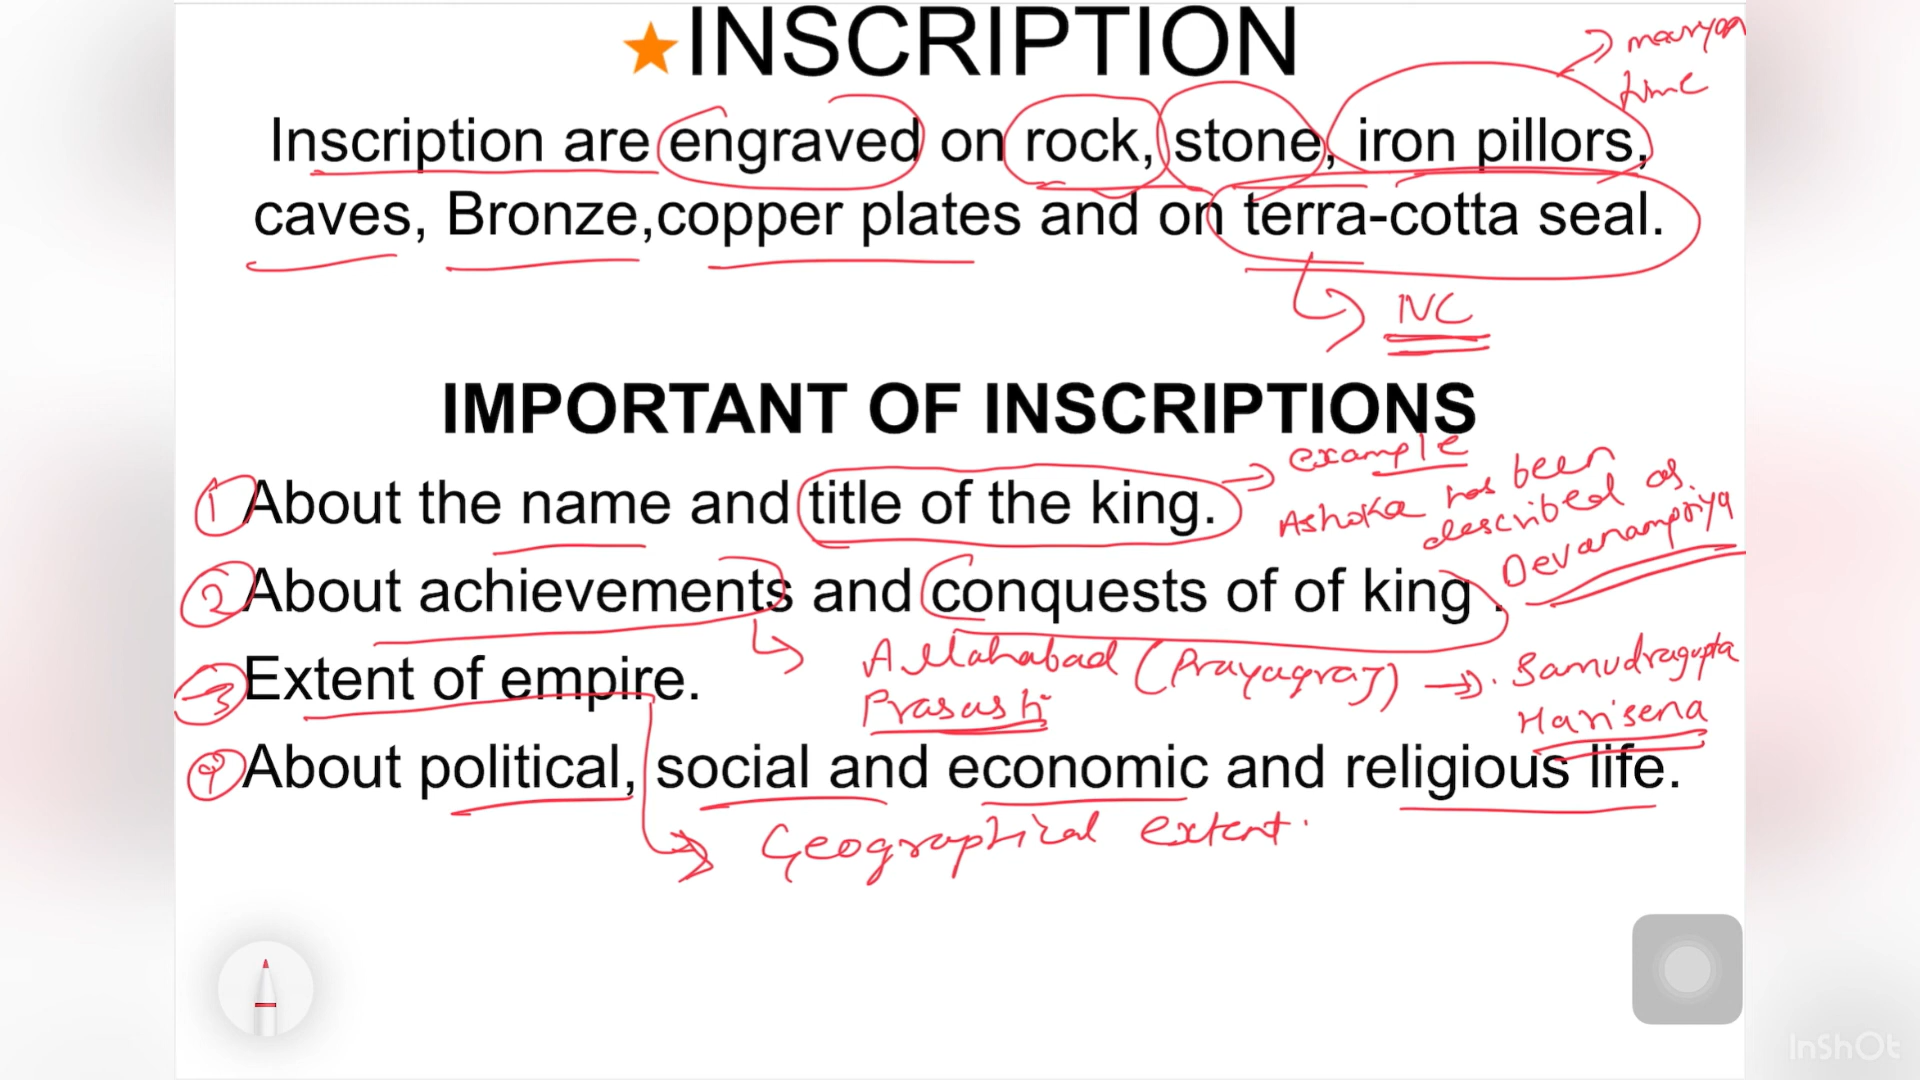 ★INSCRIPTION
mauryan
time
Inscription are engraved on rock, stone, iron pillors,
caves, Bronze,copper plates and on terra-cotta seal.
IVC
IMPORTANT OF INSCRIPTIONS
example
① About the name and title of the king.
Ashoka has been
described as
Devanampriya
② About achievements and conquests of of king .
Allahabad (Prayagraj) → Samudragupta
Prasasti
Harisena
③ Extent of empire.
④ About political, social and economic and religious life.
Geographical extent.
InShOt